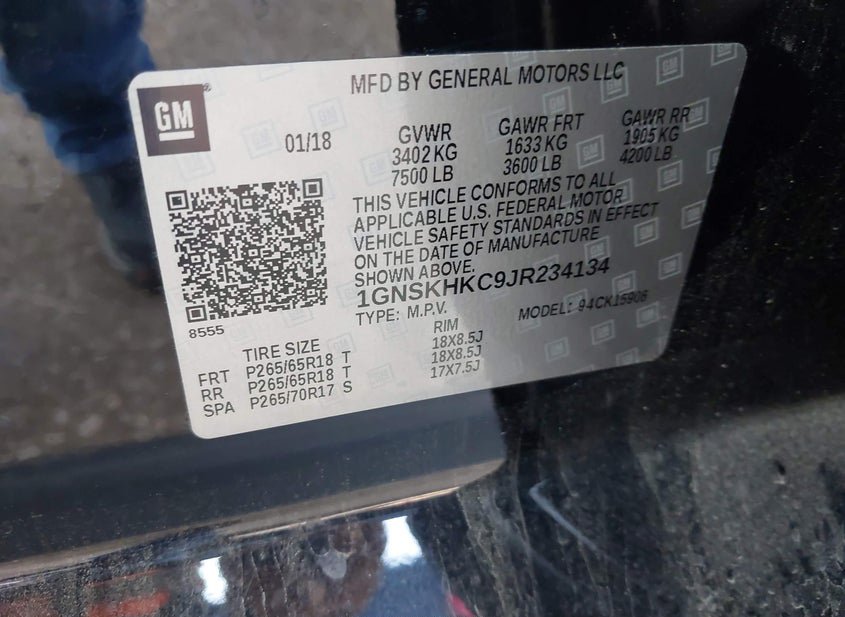 GM
MFD BY GENERAL MOTORS LLC
01/18 GVWR GAWR FRT GAWR RR
3402 KG 1633 KG 1905 KG
7500 LB 3600 LB 4200 LB
THIS VEHICLE CONFORMS TO ALL
APPLICABLE U.S. FEDERAL MOTOR
VEHICLE SAFETY STANDARDS IN EFFECT
ON THE DATE OF MANUFACTURE
SHOWN ABOVE.
1GNSKHKC9JR234134
TYPE: M.P.V. MODEL: 94CK15906
8555
TIRE SIZE RIM
FRT P265/65R18 T 18X8.5J
RR P265/65R18 T 18X8.5J
SPA P265/70R17 S 17X7.5J